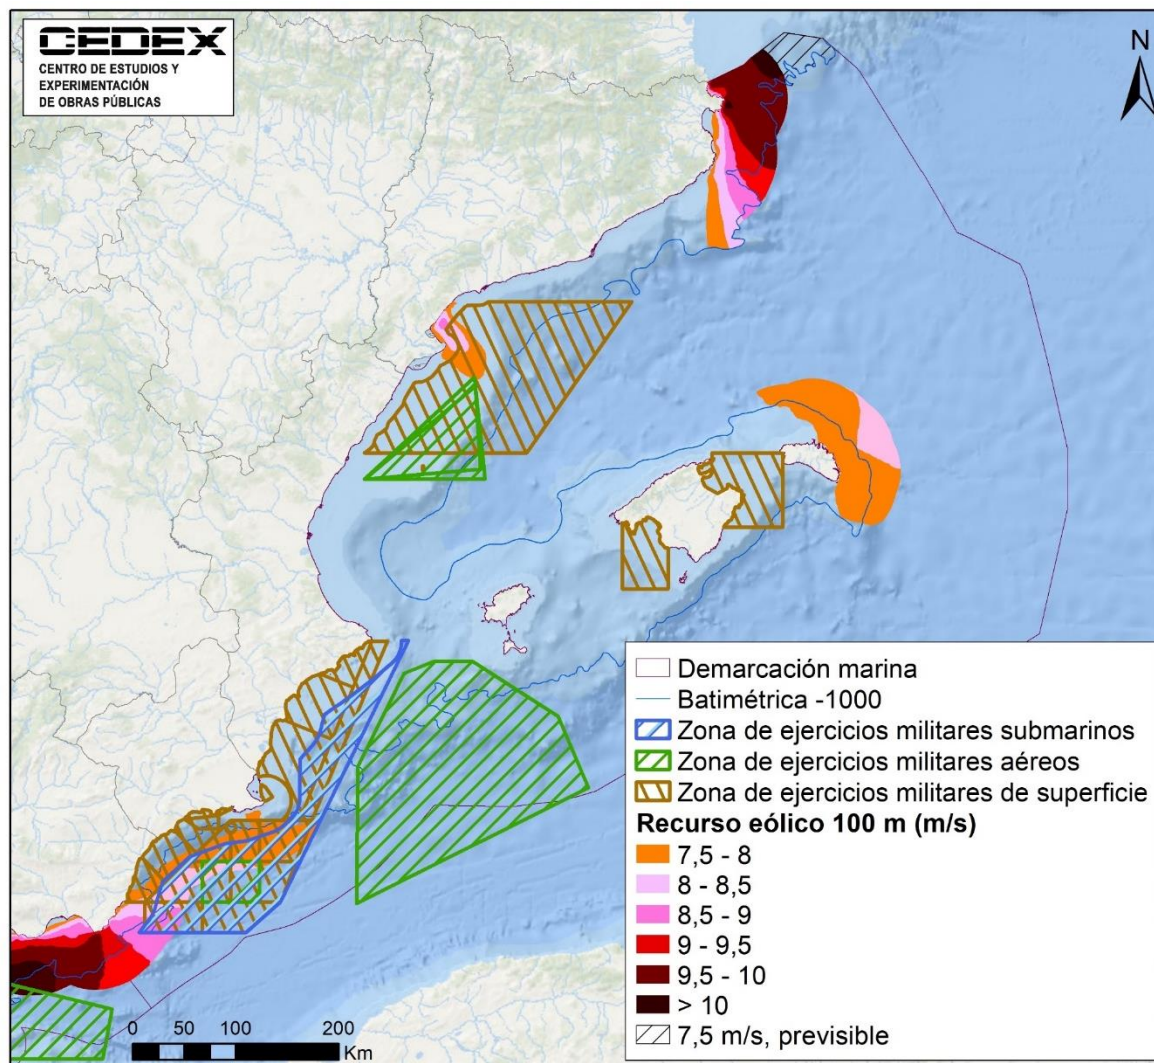 CEDEX
CENTRO DE ESTUDIOS Y
EXPERIMENTACIÓN
DE OBRAS PÚBLICAS
N
Demarcación marina
Batimétrica -1000
Zona de ejercicios militares submarinos
Zona de ejercicios militares aéreos
Zona de ejercicios militares de superficie
Recurso eólico 100 m (m/s)
7,5 - 8
8 - 8,5
8,5 - 9
9 - 9,5
9,5 - 10
> 10
7,5 m/s, previsible
0 50 100 200
Km